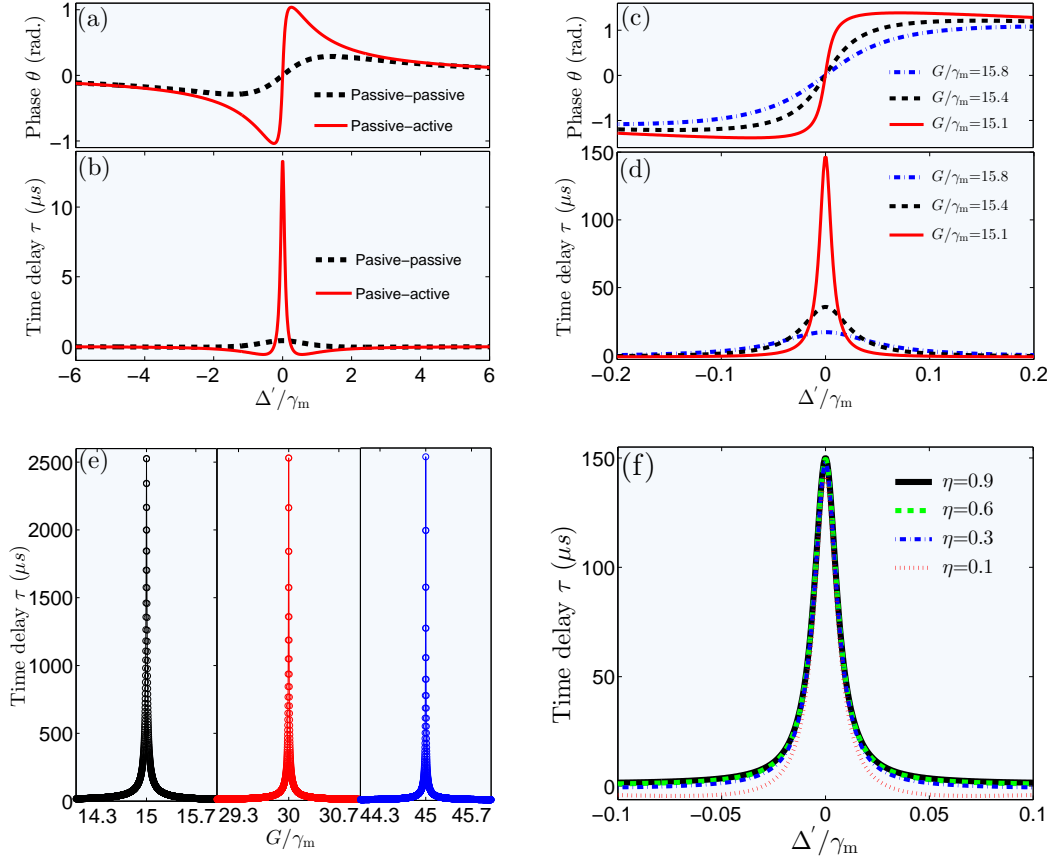 (a)
Phase θ (rad.)
1
0
−1
Passive−passive
Passive−active
(b)
Time delay τ (μs)
10
5
0
Pasive−passive
Pasive−active
−6 −4 −2 0 2 4 6
Δ′/γm
(c)
Phase θ (rad.)
1
0
−1
G/γm=15.8
G/γm=15.4
G/γm=15.1
(d)
Time delay τ (μs)
150
100
50
0
G/γm=15.8
G/γm=15.4
G/γm=15.1
−0.2 −0.1 0 0.1 0.2
Δ′/γm
(e)
Time delay τ (μs)
2500
2000
1500
1000
500
0
14.3 15 15.7 29.3 30 30.7 44.3 45 45.7
G/γm
(f)
Time delay τ (μs)
150
100
50
0
η=0.9
η=0.6
η=0.3
η=0.1
−0.1 −0.05 0 0.05 0.1
Δ′/γm